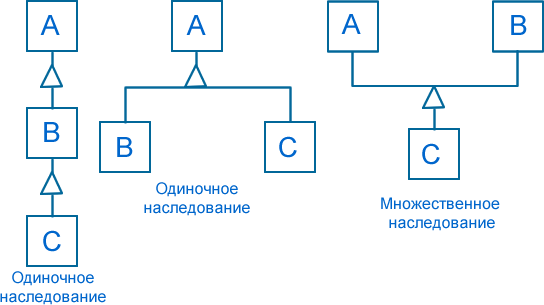 A
B
C
Одиночное
наследование
A
B
C
Одиночное
наследование
A
B
C
Множественное
наследование